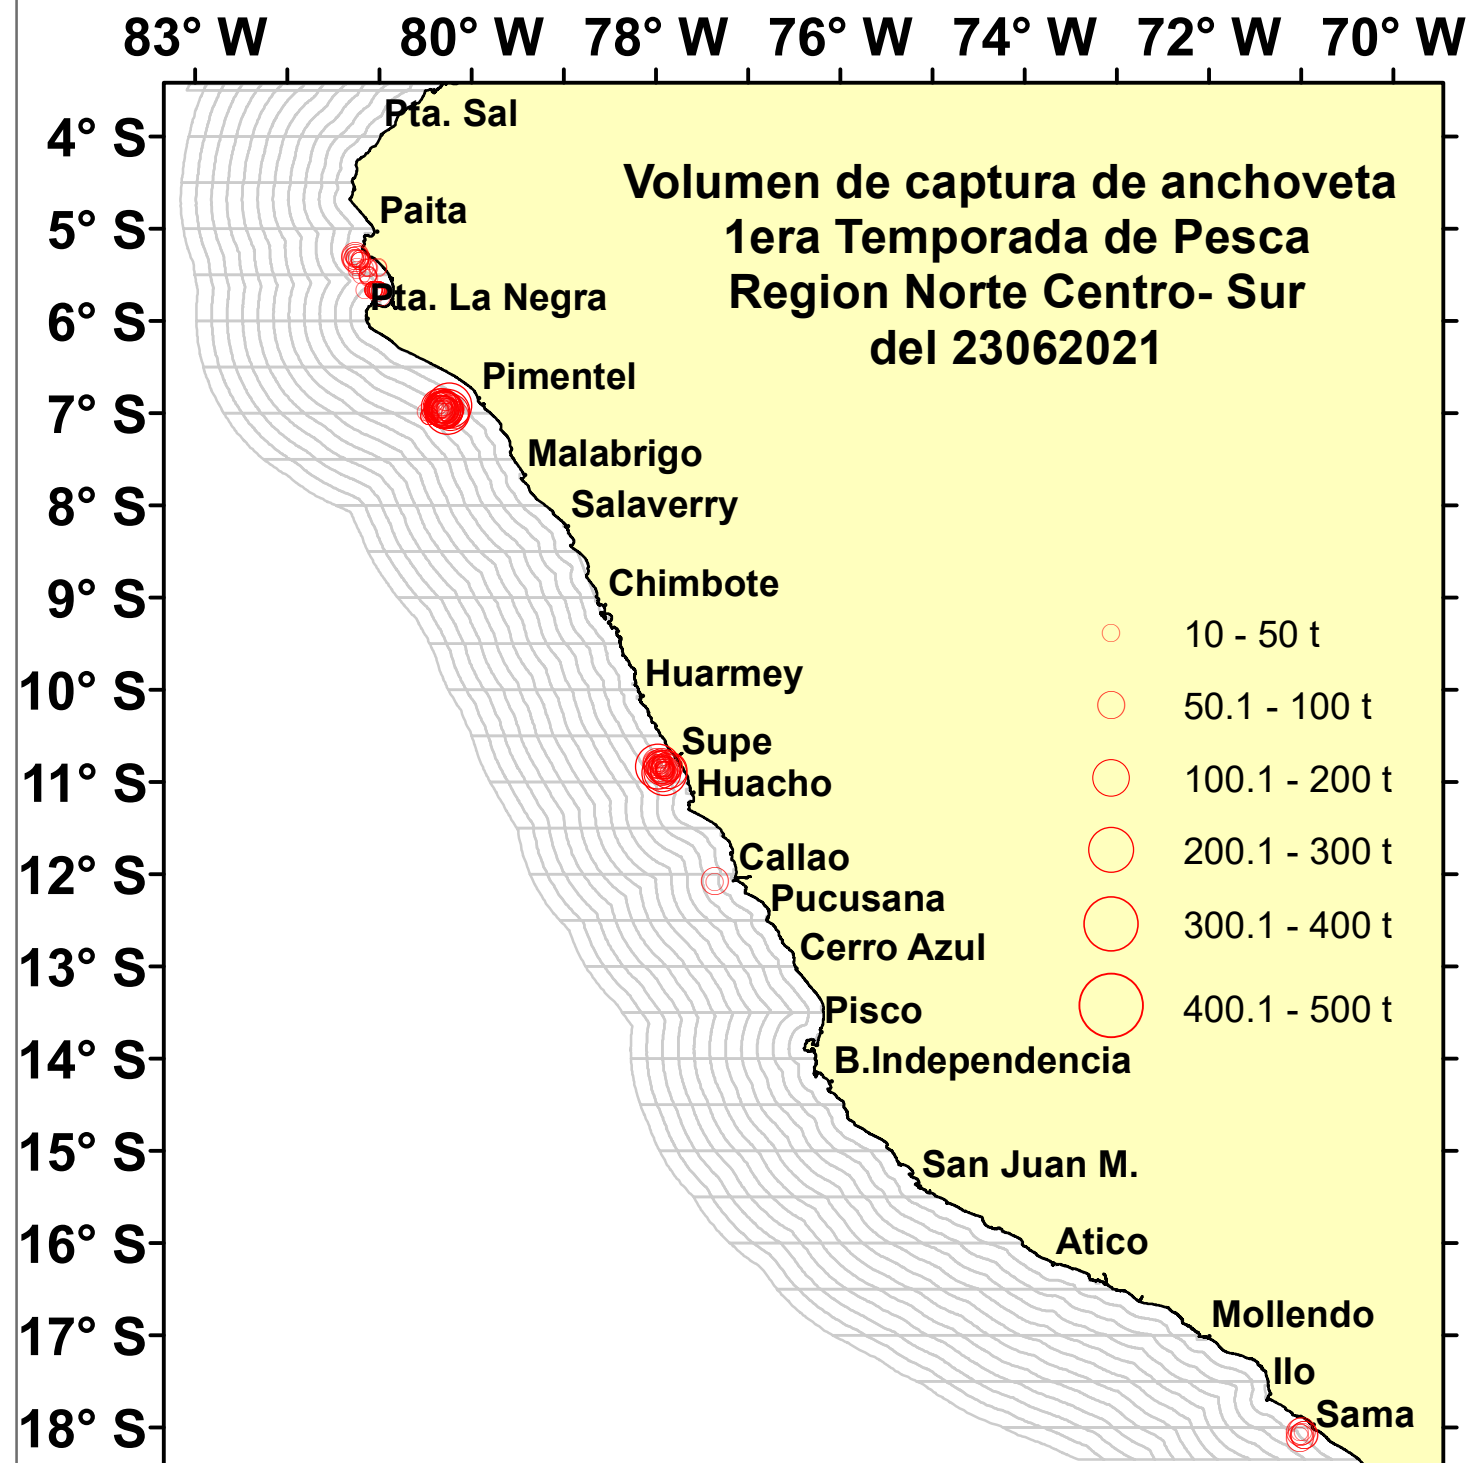 83° W 80° W 78° W 76° W 74° W 72° W 70° W
4° S
5° S
6° S
7° S
8° S
9° S
10° S
11° S
12° S
13° S
14° S
15° S
16° S
17° S
18° S
Volumen de captura de anchoveta
1era Temporada de Pesca
Region Norte Centro- Sur
del 23062021
Pta. Sal
Paita
Pta. La Negra
Pimentel
Malabrigo
Salaverry
Chimbote
Huarmey
Supe
Huacho
Callao
Pucusana
Cerro Azul
Pisco
B.Independencia
San Juan M.
Atico
Mollendo
Ilo
Sama
10 - 50 t
50.1 - 100 t
100.1 - 200 t
200.1 - 300 t
300.1 - 400 t
400.1 - 500 t